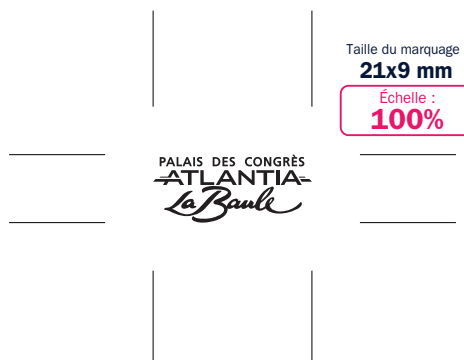 Taille du marquage
21x9 mm
Échelle :
100%
PALAIS DES CONGRÈS
ATLANTIA
La Baule